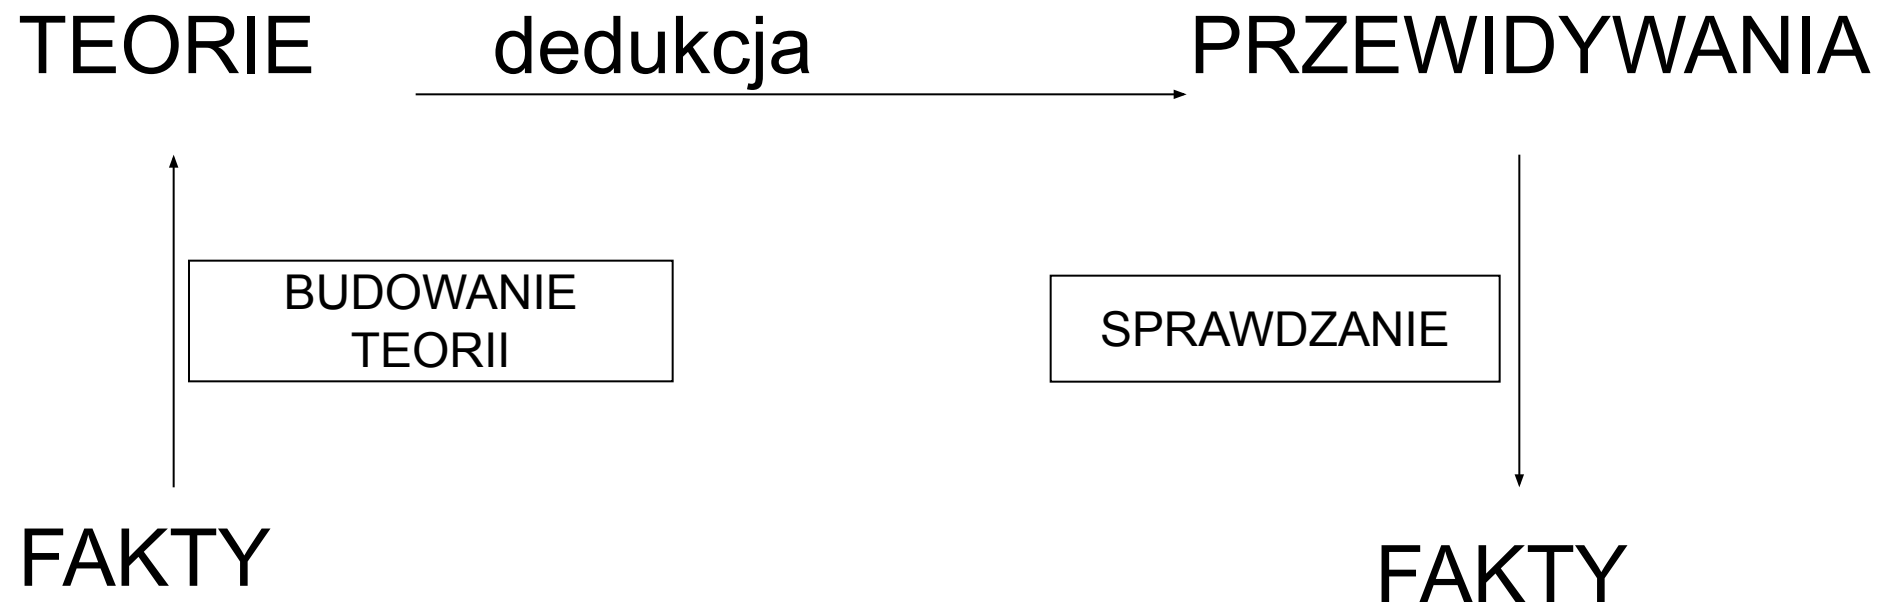 TEORIE dedukcja PRZEWIDYWANIA
BUDOWANIE
TEORII
SPRAWDZANIE
FAKTY
FAKTY